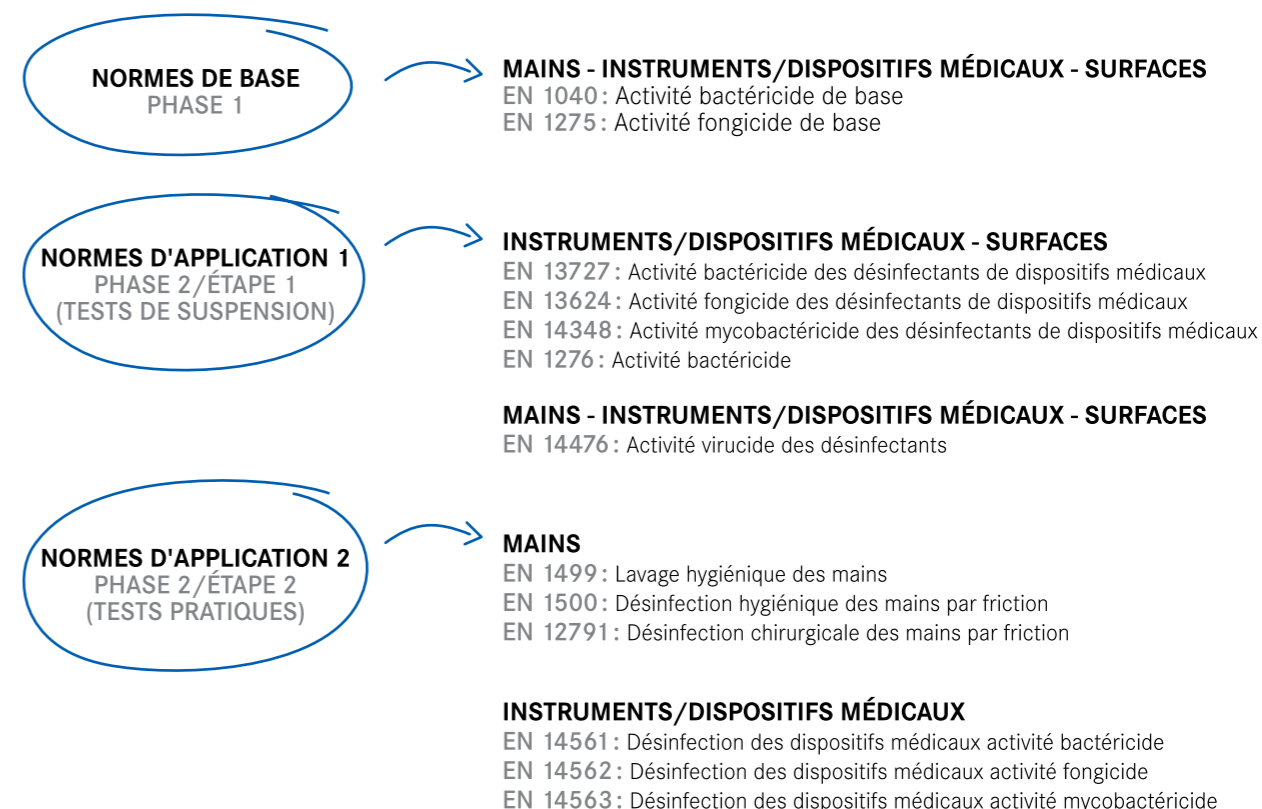 NORMES DE BASE
PHASE 1
MAINS - INSTRUMENTS/DISPOSITIFS MÉDICAUX - SURFACES
EN 1040 : Activité bactéricide de base
EN 1275 : Activité fongicide de base
NORMES D'APPLICATION 1
PHASE 2/ÉTAPE 1
(TESTS DE SUSPENSION)
INSTRUMENTS/DISPOSITIFS MÉDICAUX - SURFACES
EN 13727 : Activité bactéricide des désinfectants de dispositifs médicaux
EN 13624 : Activité fongicide des désinfectants de dispositifs médicaux
EN 14348 : Activité mycobactéricide des désinfectants de dispositifs médicaux
EN 1276 : Activité bactéricide
MAINS - INSTRUMENTS/DISPOSITIFS MÉDICAUX - SURFACES
EN 14476 : Activité virucide des désinfectants
NORMES D'APPLICATION 2
PHASE 2/ÉTAPE 2
(TESTS PRATIQUES)
MAINS
EN 1499 : Lavage hygiénique des mains
EN 1500 : Désinfection hygiénique des mains par friction
EN 12791 : Désinfection chirurgicale des mains par friction
INSTRUMENTS/DISPOSITIFS MÉDICAUX
EN 14561 : Désinfection des dispositifs médicaux activité bactéricide
EN 14562 : Désinfection des dispositifs médicaux activité fongicide
EN 14563 : Désinfection des dispositifs médicaux activité mycobactéricide